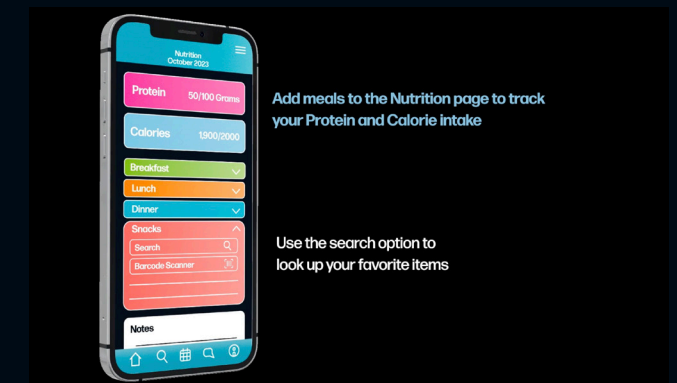 Nutrition
October 2023
Protein 50/100 Grams
Calories 1,900/2000
Breakfast
Lunch
Dinner
Snacks
Search
Barcode Scanner
Notes
Add meals to the Nutrition page to track
your Protein and Calorie intake
Use the search option to
look up your favorite items